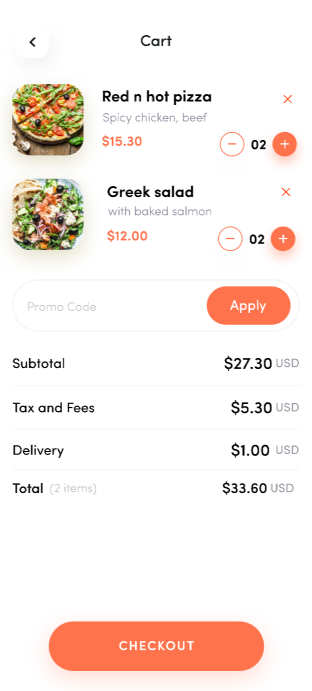 Cart
Red n hot pizza
Spicy chicken, beef
$15.30
02
Greek salad
with baked salmon
$12.00
02
Promo Code
Apply
Subtotal $27.30 USD
Tax and Fees $5.30 USD
Delivery $1.00 USD
Total (2 items) $33.60 USD
CHECKOUT